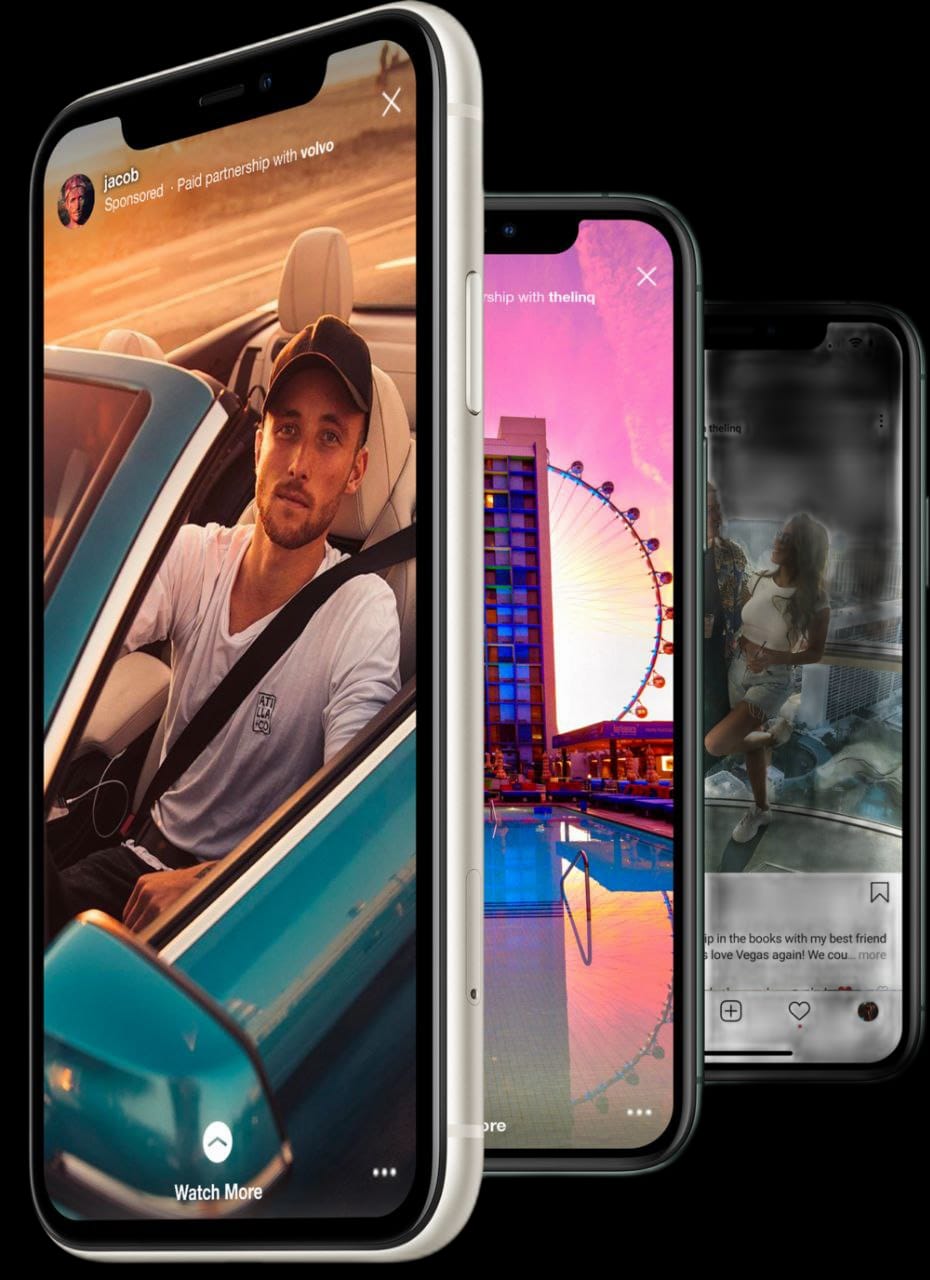 jacob
Sponsored · Paid partnership with volvo
ATI
LLA
·CO
Watch More
rship with thelinq
ore
thelinq
ip in the books with my best friend
s love Vegas again! We cou... more